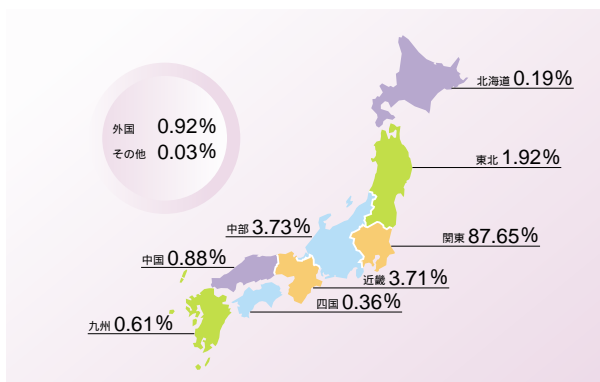 北海道 0.19%
外国 0.92%
その他 0.03%
東北 1.92%
中部 3.73%
関東 87.65%
中国 0.88%
近畿 3.71%
四国 0.36%
九州 0.61%